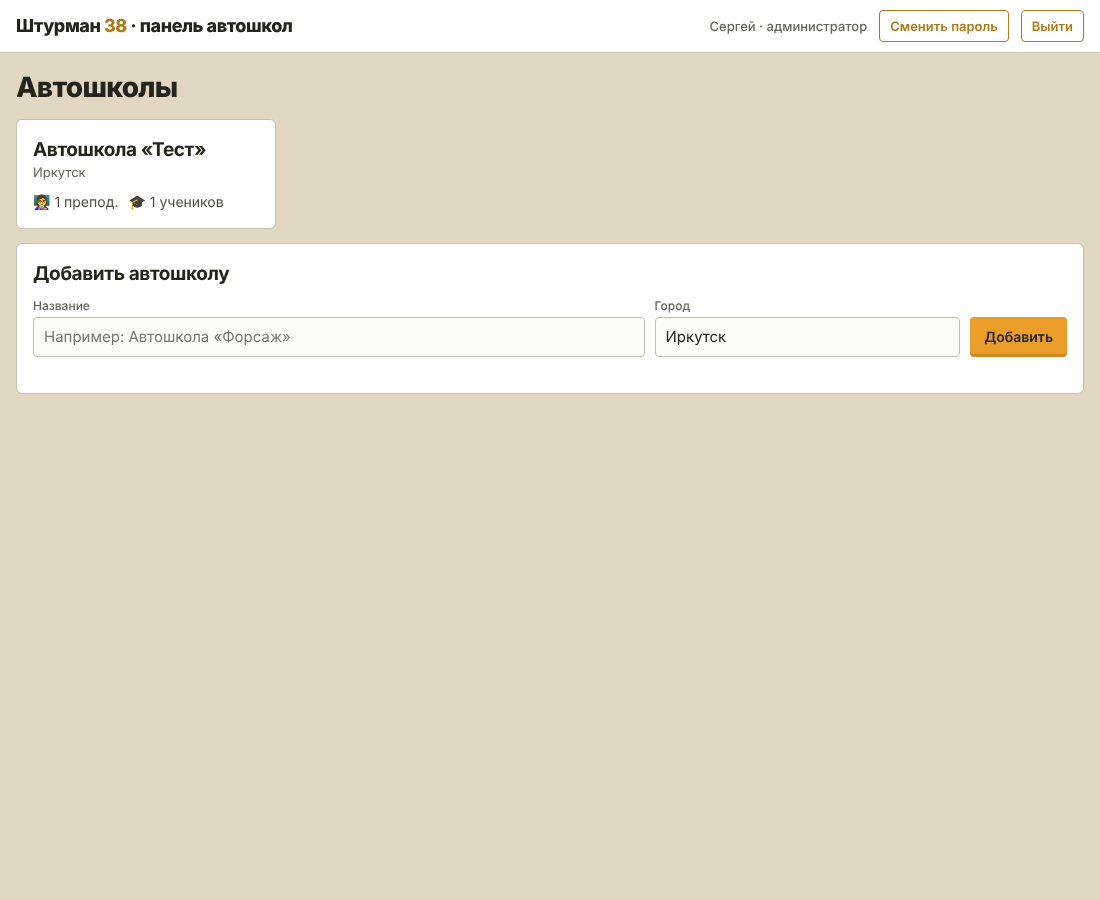 Штурман 38 · панель автошкол
Сергей · администратор
Сменить пароль
Выйти
Автошколы
Автошкола «Тест»
Иркутск
1 препод. 1 учеников
Добавить автошколу
Название
Город
Например: Автошкола «Форсаж»
Иркутск
Добавить